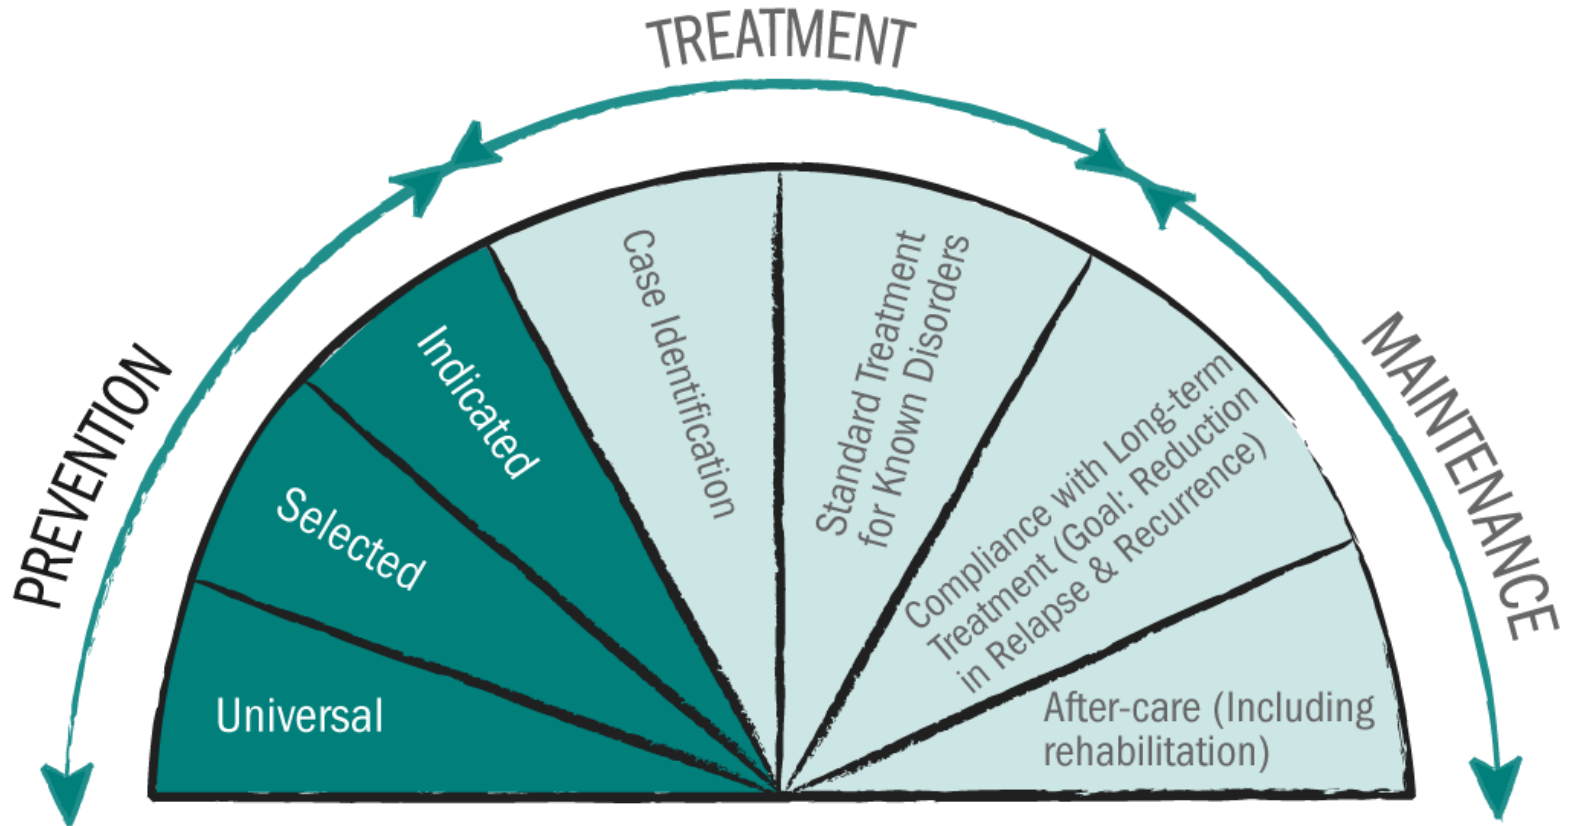 TREATMENT
PREVENTION
MAINTENANCE
Universal
Selected
Indicated
Case Identification
Standard Treatment
for Known Disorders
Compliance with Long-term
Treatment (Goal: Reduction
in Relapse & Recurrence)
After-care (Including
rehabilitation)